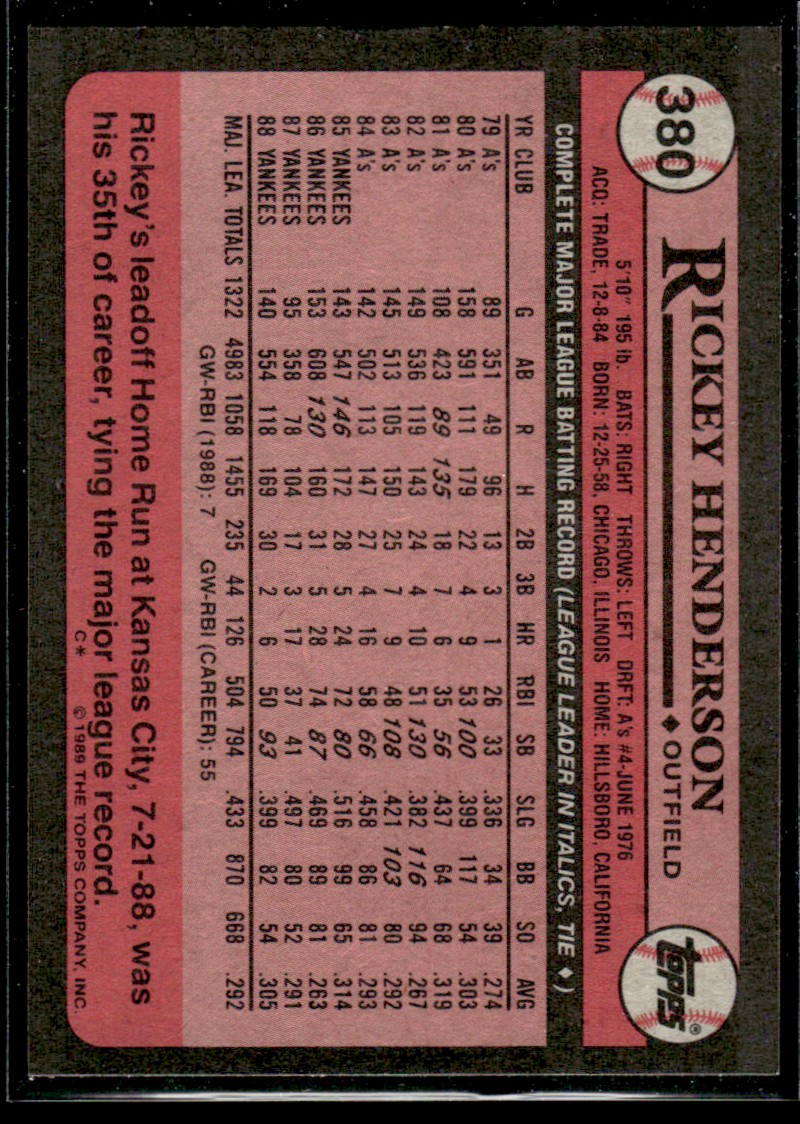 380
RICKEY HENDERSON ♦ OUTFIELD
topps®
5'10" 195 lb. BATS: RIGHT THROWS: LEFT DRFT: A's #4-JUNE 1976
ACQ: TRADE, 12-8-84 BORN: 12-25-58, CHICAGO, ILLINOIS HOME: HILLSBORO, CALIFORNIA
COMPLETE MAJOR LEAGUE BATTING RECORD (LEAGUE LEADER IN ITALICS, TIE ♦)
YR CLUB G AB R H 2B 3B HR RBI SB SLG BB SO AVG
79 A's 89 351 49 96 13 3 1 26 33 .336 34 39 .274
80 A's 158 591 111 179 22 4 9 53 100 .399 117 54 .303
81 A's 108 423 89 135 18 7 6 35 56 .437 64 68 .319
82 A's 149 536 119 143 24 4 10 51 130 .382 116 94 .267
83 A's 145 513 105 150 25 7 9 48 108 .421 103 80 .292
84 A's 142 502 113 147 27 4 16 58 66 .458 86 81 .293
85 YANKEES 143 547 146 172 28 5 24 72 80 .516 99 65 .314
86 YANKEES 153 608 130 160 31 5 28 74 87 .469 89 81 .263
87 YANKEES 95 358 78 104 17 3 17 37 41 .497 80 52 .291
88 YANKEES 140 554 118 169 30 2 6 50 93 .399 82 54 .305
MAJ. LEA. TOTALS 1322 4983 1058 1455 235 44 126 504 794 .433 870 668 .292
GW-RBI (1988): 7 GW-RBI (CAREER): 55
Rickey's leadoff Home Run at Kansas City, 7-21-88, was
his 35th of career, tying the major league record.
C* © 1989 THE TOPPS COMPANY, INC.